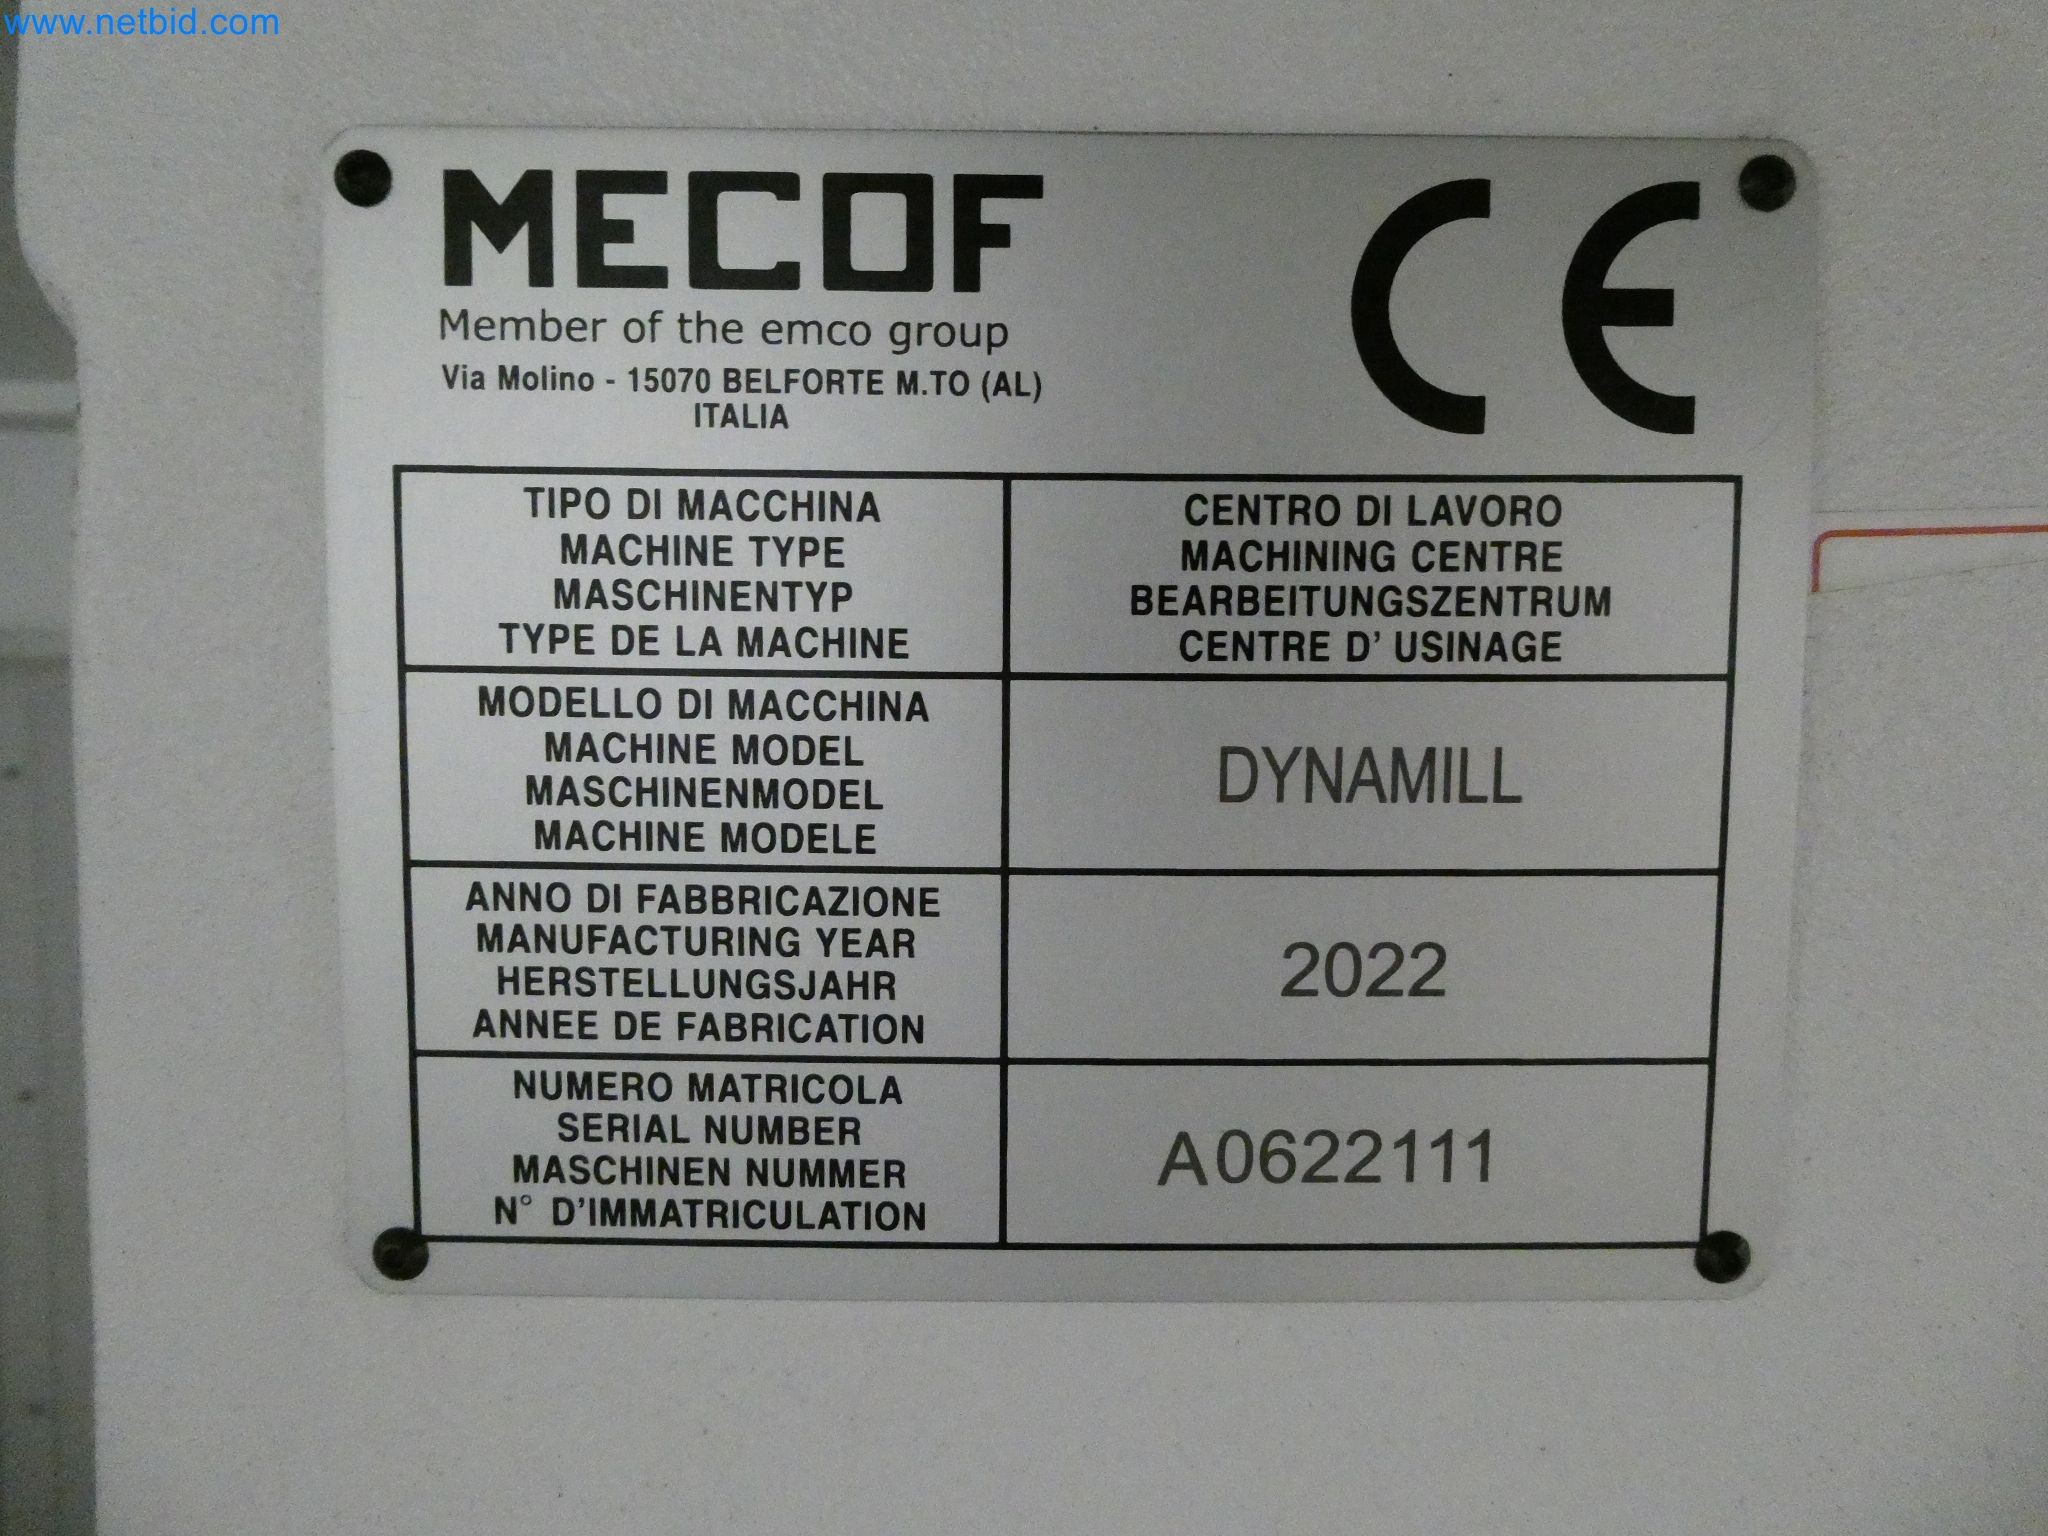 www.netbid.com
MECOF
Member of the emco group
Via Molino - 15070 BELFORTE M.TO (AL)
ITALIA
CE
TIPO DI MACCHINA
MACHINE TYPE
MASCHINENTYP
TYPE DE LA MACHINE
CENTRO DI LAVORO
MACHINING CENTRE
BEARBEITUNGSZENTRUM
CENTRE D' USINAGE
MODELLO DI MACCHINA
MACHINE MODEL
MASCHINENMODEL
MACHINE MODELE
DYNAMILL
ANNO DI FABBRICAZIONE
MANUFACTURING YEAR
HERSTELLUNGSJAHR
ANNEE DE FABRICATION
2022
NUMERO MATRICOLA
SERIAL NUMBER
MASCHINEN NUMMER
N° D'IMMATRICULATION
A0622111